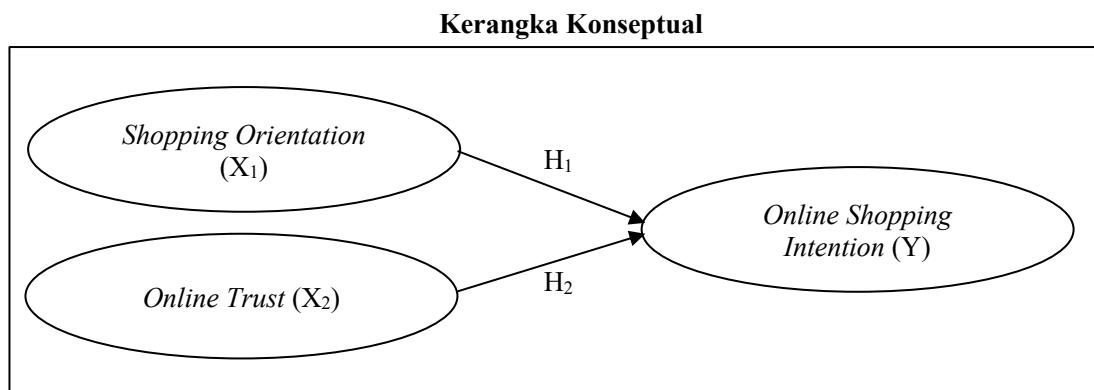 Kerangka Konseptual
Shopping Orientation
(X₁)
H₁
Online Shopping
Intention (Y)
Online Trust (X₂)
H₂